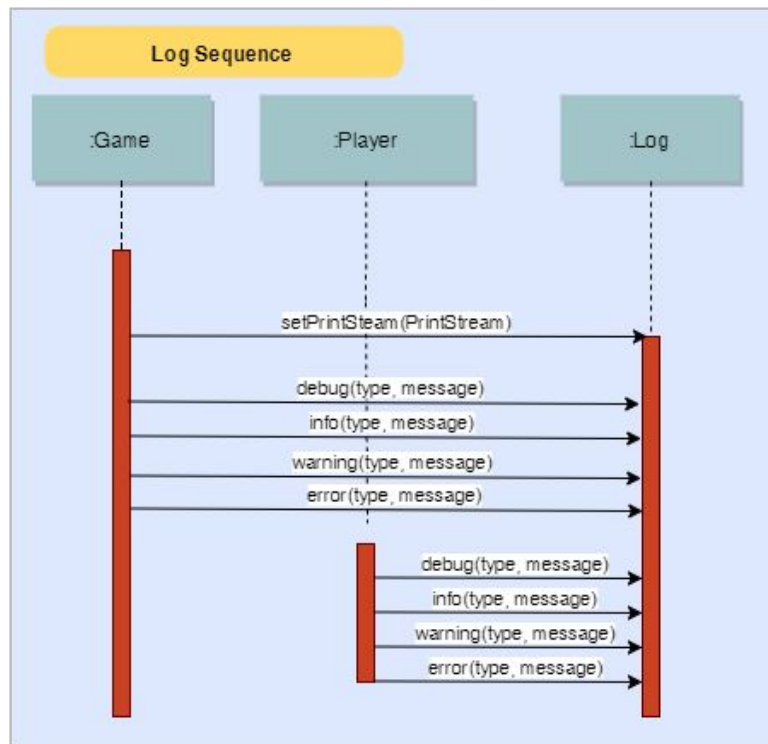 Log Sequence
:Game
:Player
:Log
setPrintSteam(PrintStream)
debug(type, message)
info(type, message)
warning(type, message)
error(type, message)
debug(type, message)
info(type, message)
warning(type, message)
error(type, message)